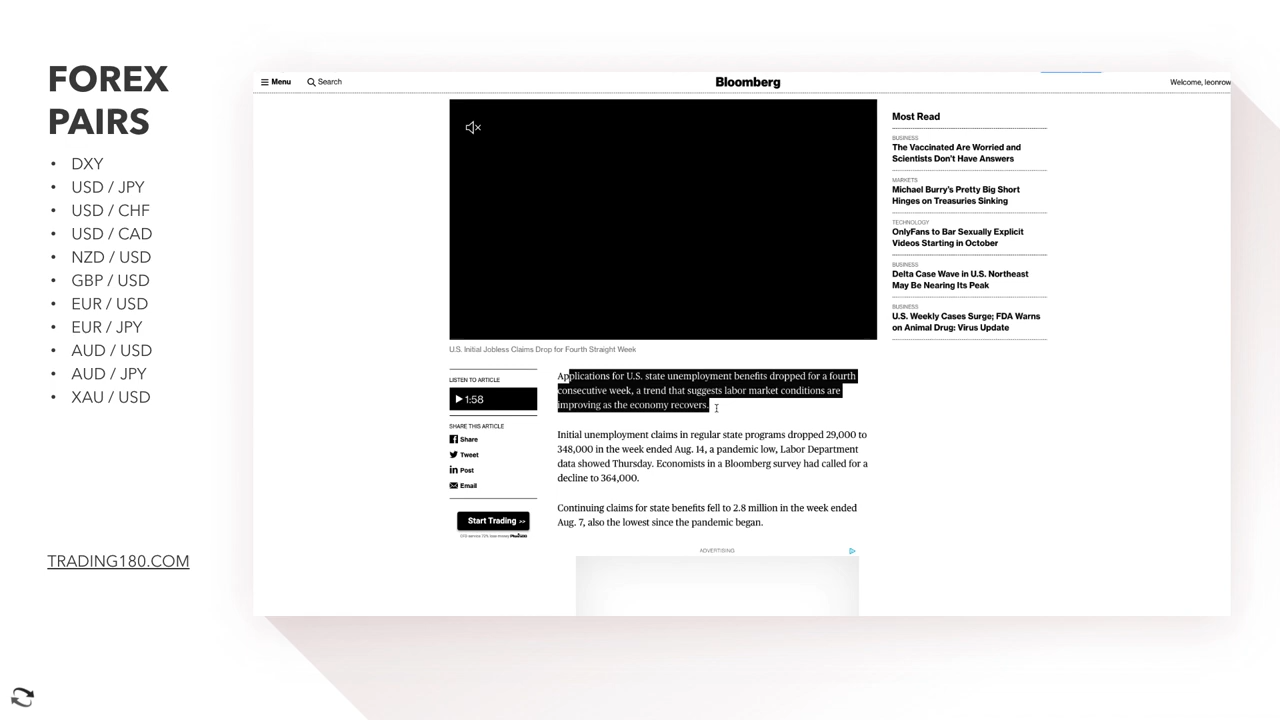 FOREX
PAIRS
• DXY
• USD / JPY
• USD / CHF
• USD / CAD
• NZD / USD
• GBP / USD
• EUR / USD
• EUR / JPY
• AUD / USD
• AUD / JPY
• XAU / USD
TRADING180.COM
Menu
Search
Bloomberg
Welcome, leonrow
U.S. Initial Jobless Claims Drop for Fourth Straight Week
LISTEN TO ARTICLE
1:58
SHARE THIS ARTICLE
Share
Tweet
Post
Email
Start Trading >>
CFD service. 72% lose money Plus500
Applications for U.S. state unemployment benefits dropped for a fourth
consecutive week, a trend that suggests labor market conditions are
improving as the economy recovers.
Initial unemployment claims in regular state programs dropped 29,000 to
348,000 in the week ended Aug. 14, a pandemic low, Labor Department
data showed Thursday. Economists in a Bloomberg survey had called for a
decline to 364,000.
Continuing claims for state benefits fell to 2.8 million in the week ended
Aug. 7, also the lowest since the pandemic began.
ADVERTISING
Most Read
BUSINESS
The Vaccinated Are Worried and
Scientists Don't Have Answers
MARKETS
Michael Burry's Pretty Big Short
Hinges on Treasuries Sinking
TECHNOLOGY
OnlyFans to Bar Sexually Explicit
Videos Starting in October
BUSINESS
Delta Case Wave in U.S. Northeast
May Be Nearing Its Peak
BUSINESS
U.S. Weekly Cases Surge; FDA Warns
on Animal Drug: Virus Update